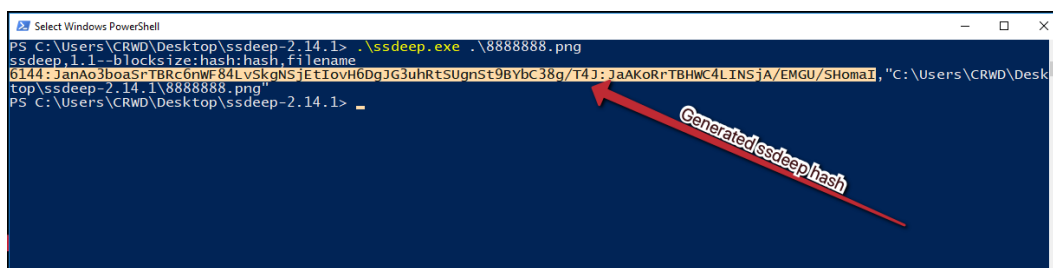 Select Windows PowerShell
PS C:\Users\CRWD\Desktop\ssdeep-2.14.1> .\ssdeep.exe .\8888888.png
ssdeep,1.1--blocksize:hash:hash,filename
6144:JanAo3boaSrTBRc6nWF84LvSkgNSjEtIovH6DgJG3uhRtSUgnSt9BYbC38g/T4J:JaAKoRrTBHWC4LINSjA/EMGU/SHomaI,"C:\Users\CRWD\Desk
top\ssdeep-2.14.1\8888888.png"
PS C:\Users\CRWD\Desktop\ssdeep-2.14.1> _
Generated ssdeep hash